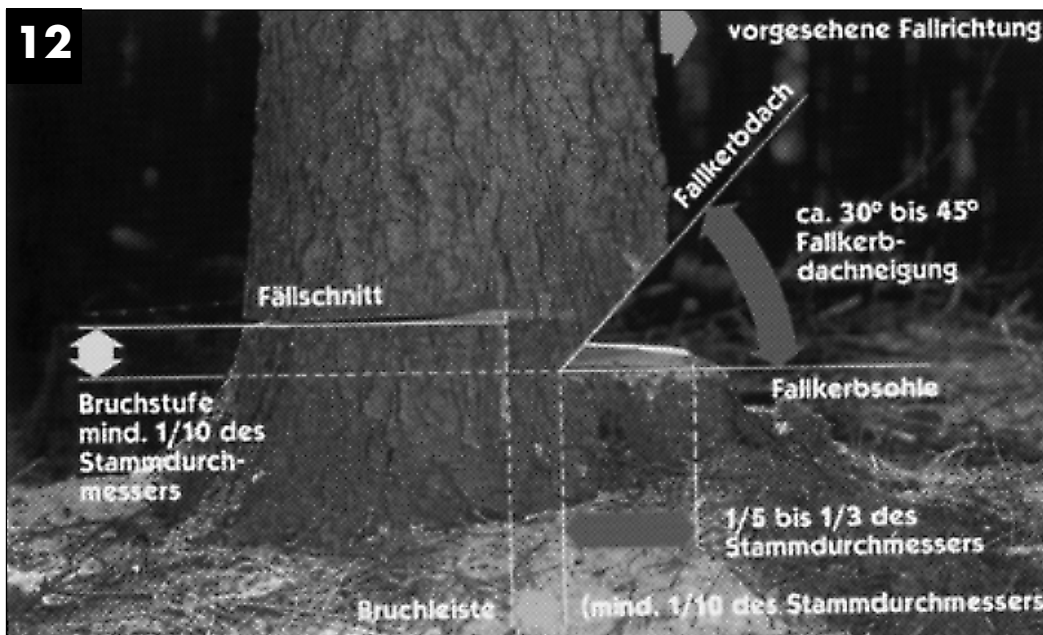 12
vorgesehene Fallrichtung
Fallkerbdach
ca. 30° bis 45°
Fallkerb-
dachneigung
Fällschnitt
Bruchstufe
mind. 1/10 des
Stammdurch-
messers
Fallkerbsohle
1/5 bis 1/3 des
Stammdurchmessers
Bruchleiste
(mind. 1/10 des Stammdurchmessers